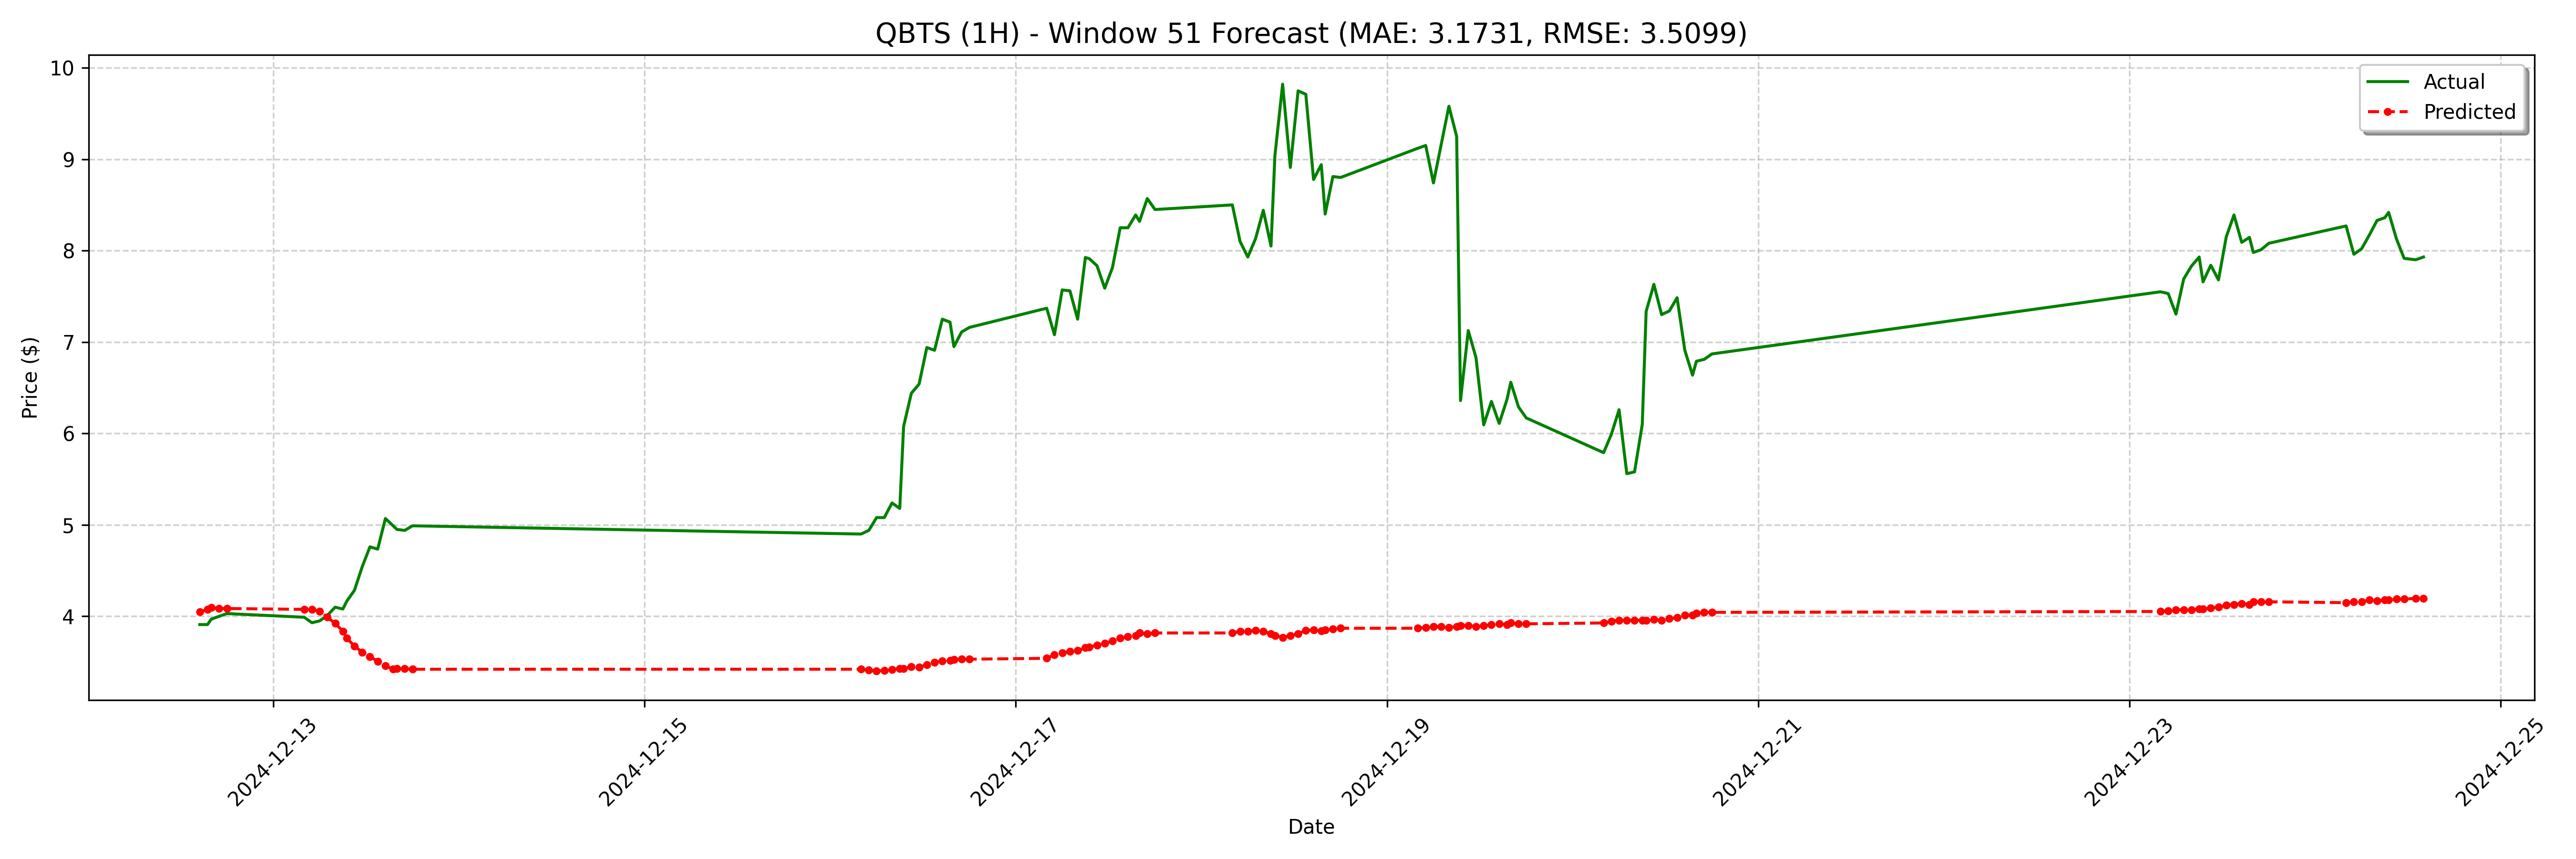 QBTS (1H) - Window 51 Forecast (MAE: 3.1731, RMSE: 3.5099)
Actual
Predicted
Price ($)
10
9
8
7
6
5
4
2024-12-13
2024-12-15
2024-12-17
2024-12-19
2024-12-21
2024-12-23
2024-12-25
Date